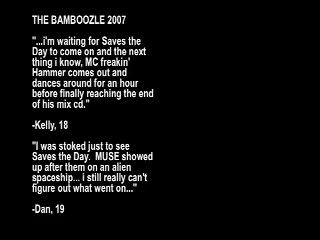 THE BAMBOOZLE 2007
"...i'm waiting for Saves the
Day to come on and the next
thing i know, MC freakin'
Hammer comes out and
dances around for an hour
before finally reaching the end
of his mix cd."
-Kelly, 18
"I was stoked just to see
Saves the Day.  MUSE showed
up after them on an alien
spaceship... i still really can't
figure out what went on..."
-Dan, 19